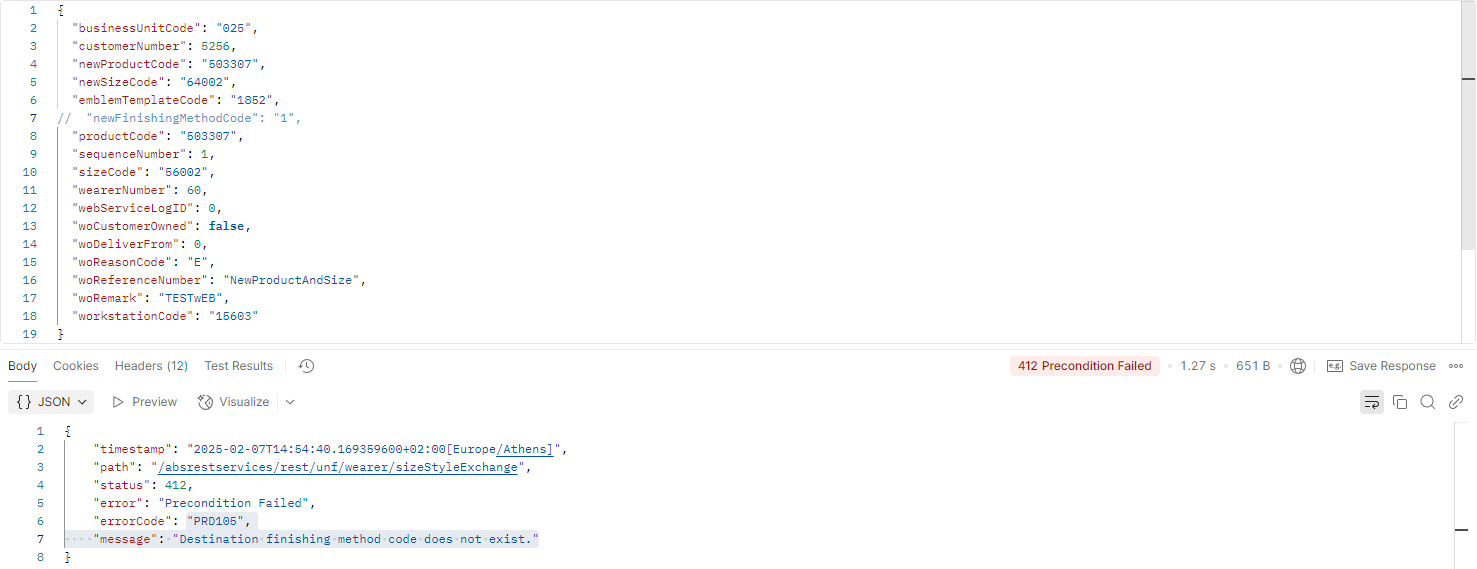 1 {
2 "businessUnitCode": "025",
3 "customerNumber": 5256,
4 "newProductCode": "503307",
5 "newSizeCode": "64002",
6 "emblemTemplateCode": "1852",
7 // "newFinishingMethodCode": "1",
8 "productCode": "503307",
9 "sequenceNumber": 1,
10 "sizeCode": "56002",
11 "wearerNumber": 60,
12 "webServiceLogID": 0,
13 "woCustomerOwned": false,
14 "woDeliverFrom": 0,
15 "woReasonCode": "E",
16 "woReferenceNumber": "NewProductAndSize",
17 "woRemark": "TESTwEB",
18 "workstationCode": "15603"
19 }
Body Cookies Headers (12) Test Results 412 Precondition Failed • 1.27 s • 651 B • e.g. Save Response
{} JSON Preview Visualize
1 {
2 "timestamp": "2025-02-07T14:54:40.169359600+02:00[Europe/Athens]",
3 "path": "/absrestservices/rest/unf/wearer/sizeStyleExchange",
4 "status": 412,
5 "error": "Precondition Failed",
6 "errorCode": "PRD105",
7 "message": "Destination finishing method code does not exist."
8 }